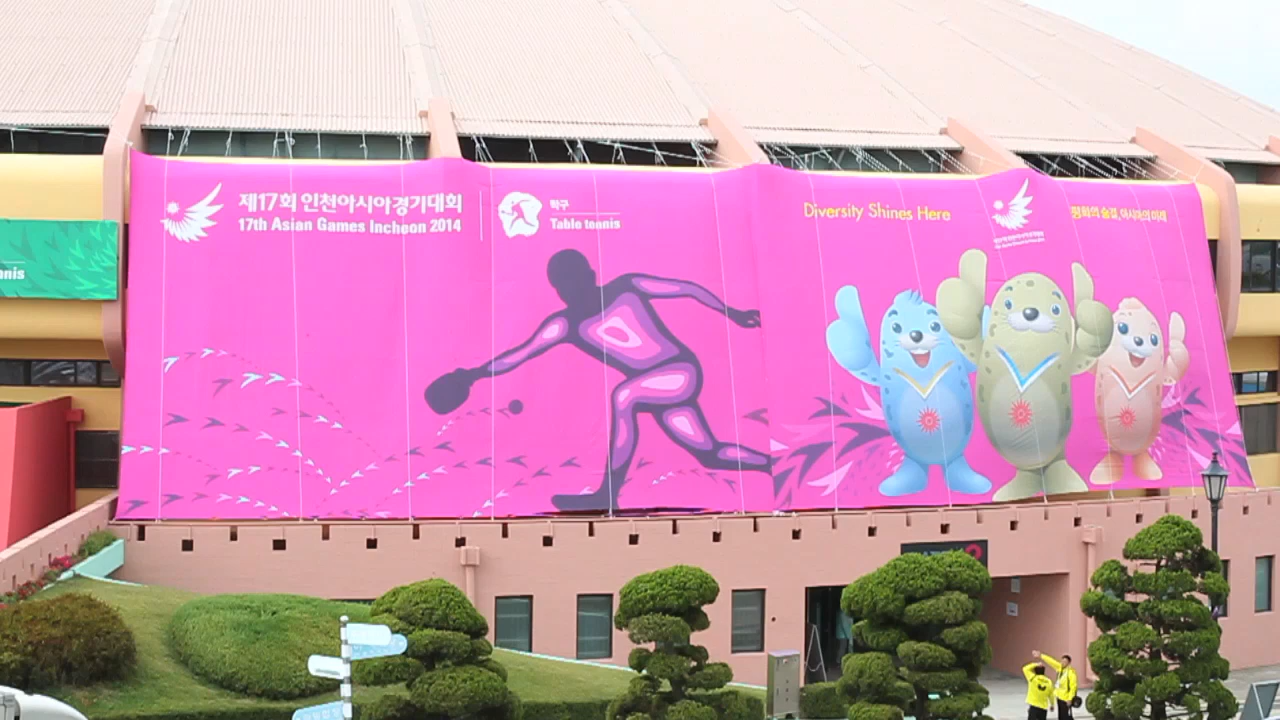 제17회 인천아시아경기대회
17th Asian Games Incheon 2014
탁구
Table tennis
Diversity Shines Here
평화의 숨결, 아시아의 미래
nnis